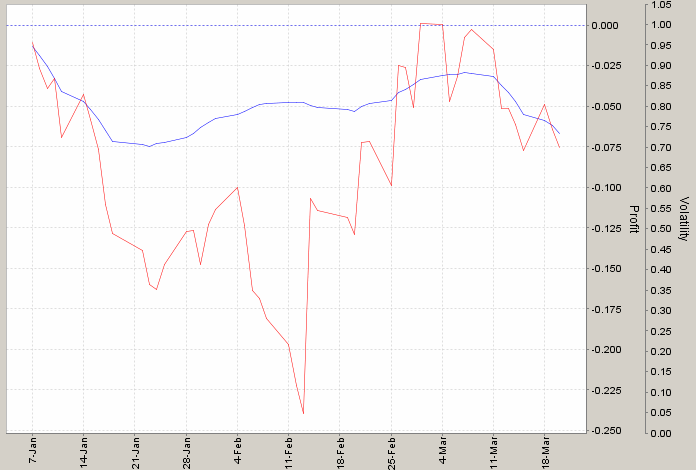 0.000
-0.025
-0.050
-0.075
-0.100
-0.125
-0.150
-0.175
-0.200
-0.225
-0.250
Profit
1.05
1.00
0.95
0.90
0.85
0.80
0.75
0.70
0.65
0.60
0.55
0.50
0.45
0.40
0.35
0.30
0.25
0.20
0.15
0.10
0.05
0.00
Volatility
7-Jan
14-Jan
21-Jan
28-Jan
4-Feb
11-Feb
18-Feb
25-Feb
4-Mar
11-Mar
18-Mar